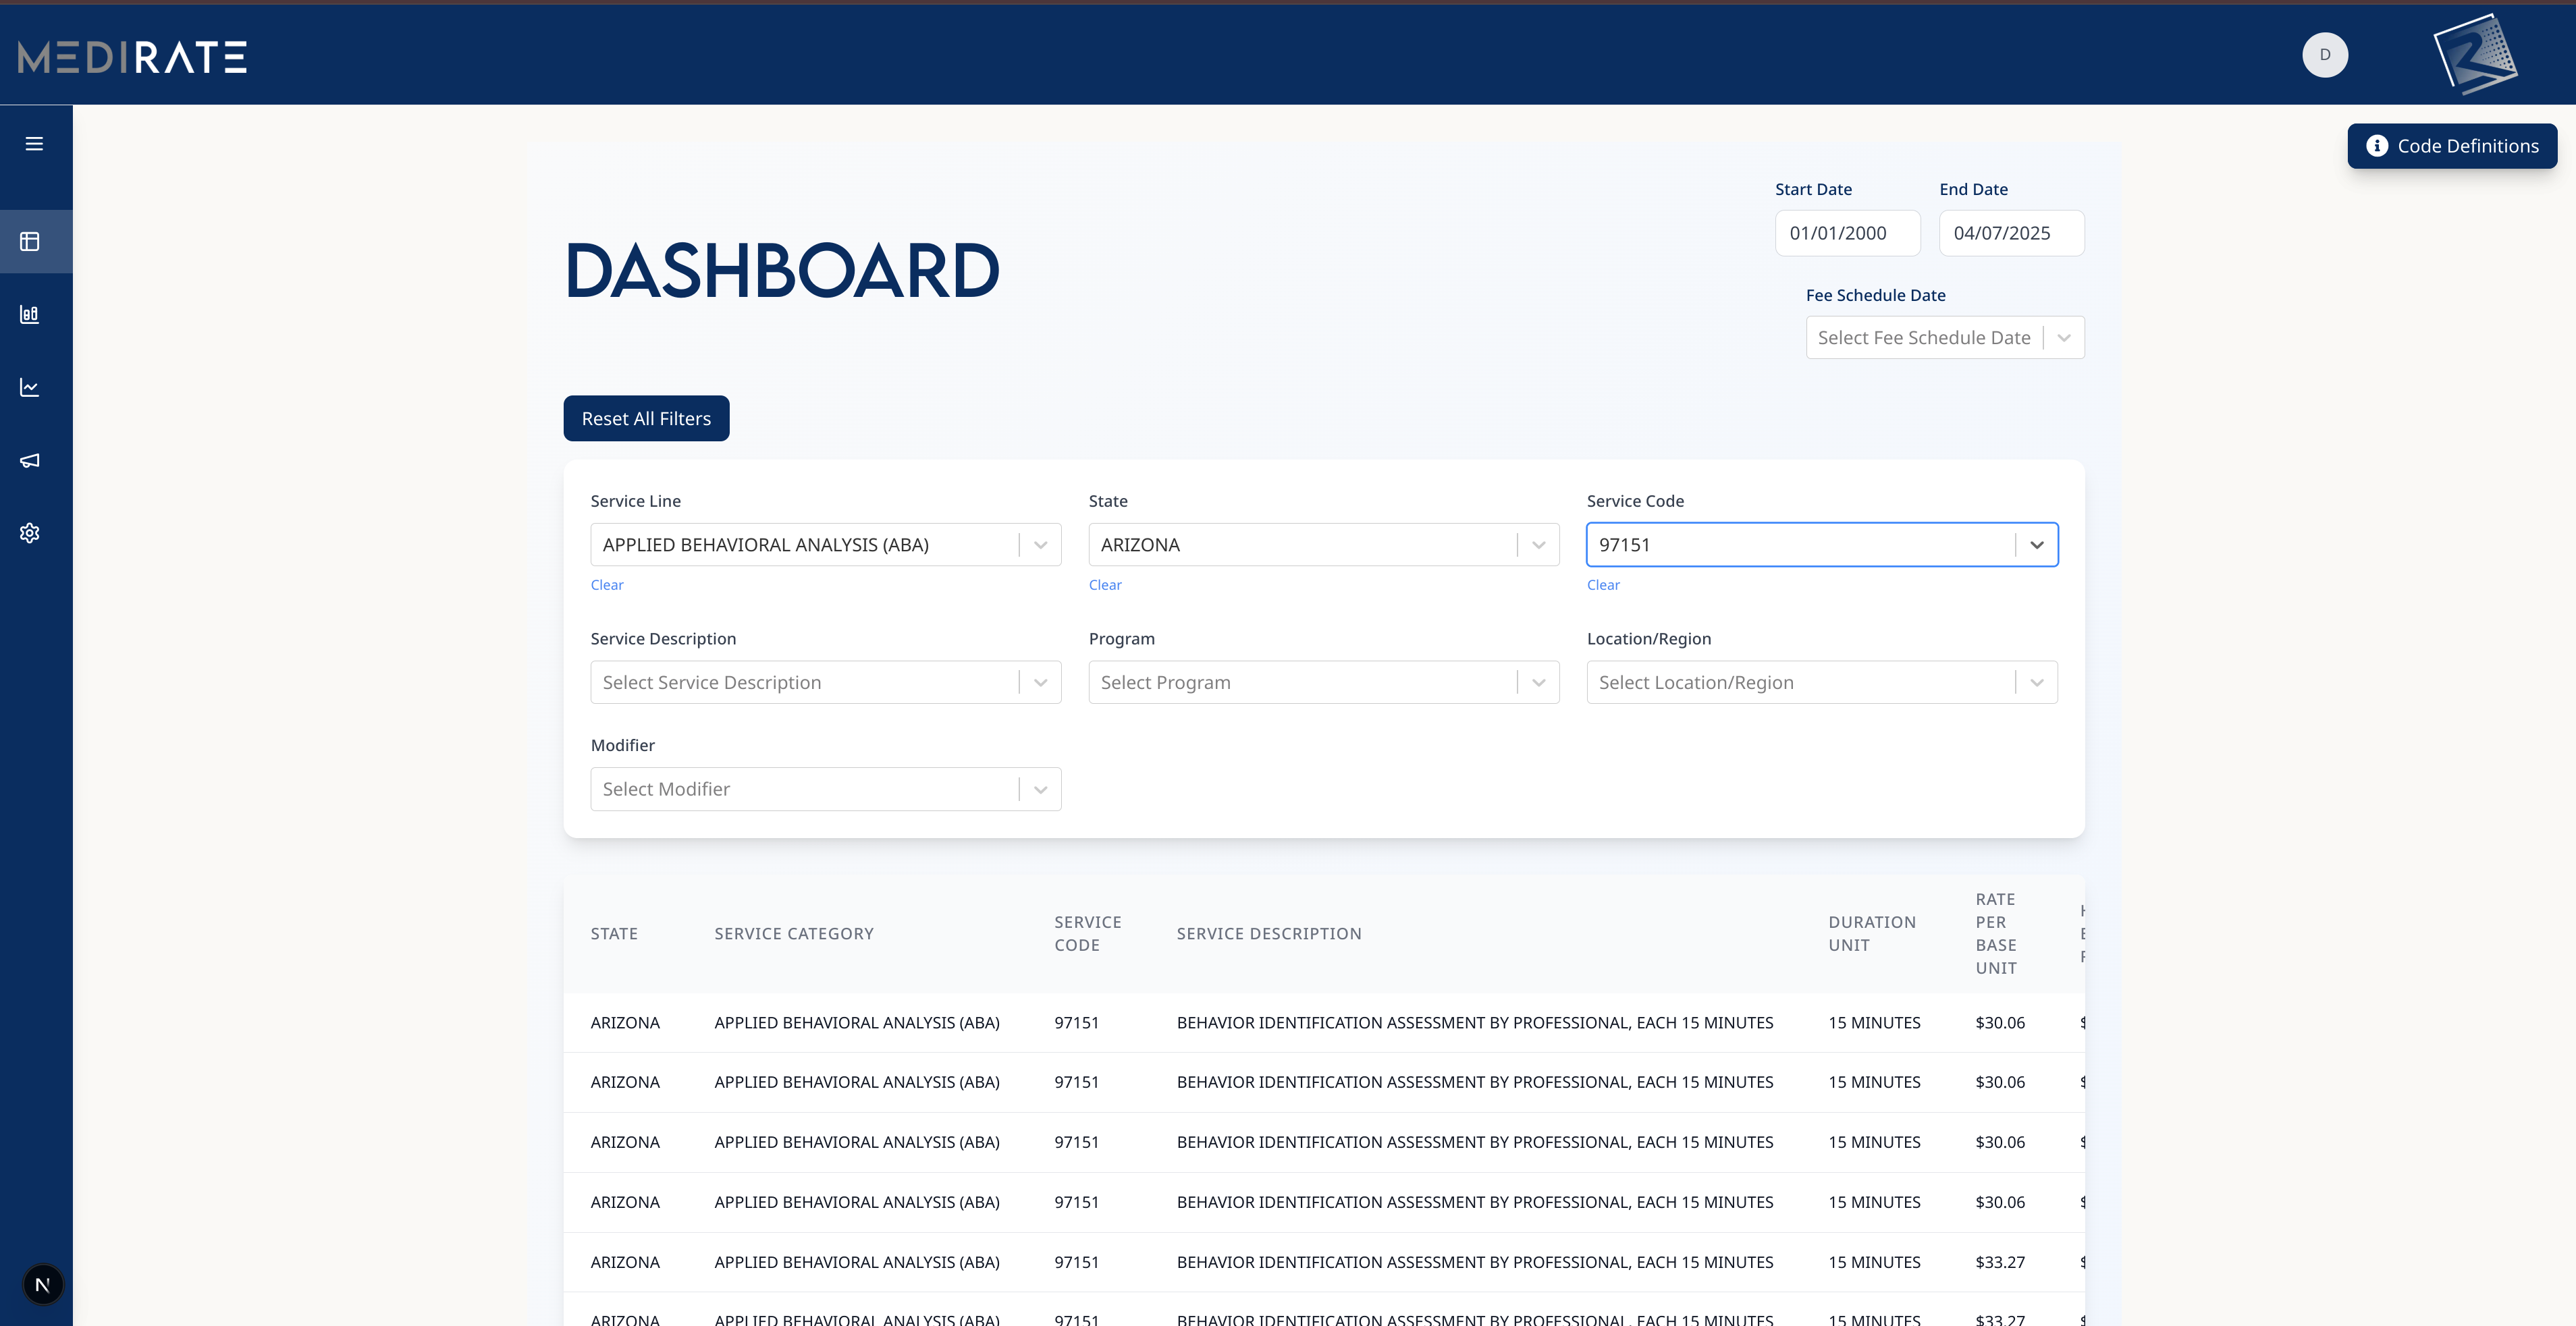 MEDIRATE
D
Code Definitions
Start Date End Date
01/01/2000 04/07/2025
DASHBOARD
Fee Schedule Date
Select Fee Schedule Date
Reset All Filters
Service Line State Service Code
APPLIED BEHAVIORAL ANALYSIS (ABA) ARIZONA 97151
Clear Clear Clear
Service Description Program Location/Region
Select Service Description Select Program Select Location/Region
Modifier
Select Modifier
STATE SERVICE CATEGORY SERVICE CODE SERVICE DESCRIPTION DURATION UNIT RATE PER BASE UNIT
ARIZONA APPLIED BEHAVIORAL ANALYSIS (ABA) 97151 BEHAVIOR IDENTIFICATION ASSESSMENT BY PROFESSIONAL, EACH 15 MINUTES 15 MINUTES $30.06 $
ARIZONA APPLIED BEHAVIORAL ANALYSIS (ABA) 97151 BEHAVIOR IDENTIFICATION ASSESSMENT BY PROFESSIONAL, EACH 15 MINUTES 15 MINUTES $30.06 $
ARIZONA APPLIED BEHAVIORAL ANALYSIS (ABA) 97151 BEHAVIOR IDENTIFICATION ASSESSMENT BY PROFESSIONAL, EACH 15 MINUTES 15 MINUTES $30.06 $
ARIZONA APPLIED BEHAVIORAL ANALYSIS (ABA) 97151 BEHAVIOR IDENTIFICATION ASSESSMENT BY PROFESSIONAL, EACH 15 MINUTES 15 MINUTES $30.06 $
ARIZONA APPLIED BEHAVIORAL ANALYSIS (ABA) 97151 BEHAVIOR IDENTIFICATION ASSESSMENT BY PROFESSIONAL, EACH 15 MINUTES 15 MINUTES $33.27 $
ARIZONA APPLIED BEHAVIORAL ANALYSIS (ABA) 97151 BEHAVIOR IDENTIFICATION ASSESSMENT BY PROFESSIONAL, EACH 15 MINUTES 15 MINUTES $33.27 $
N